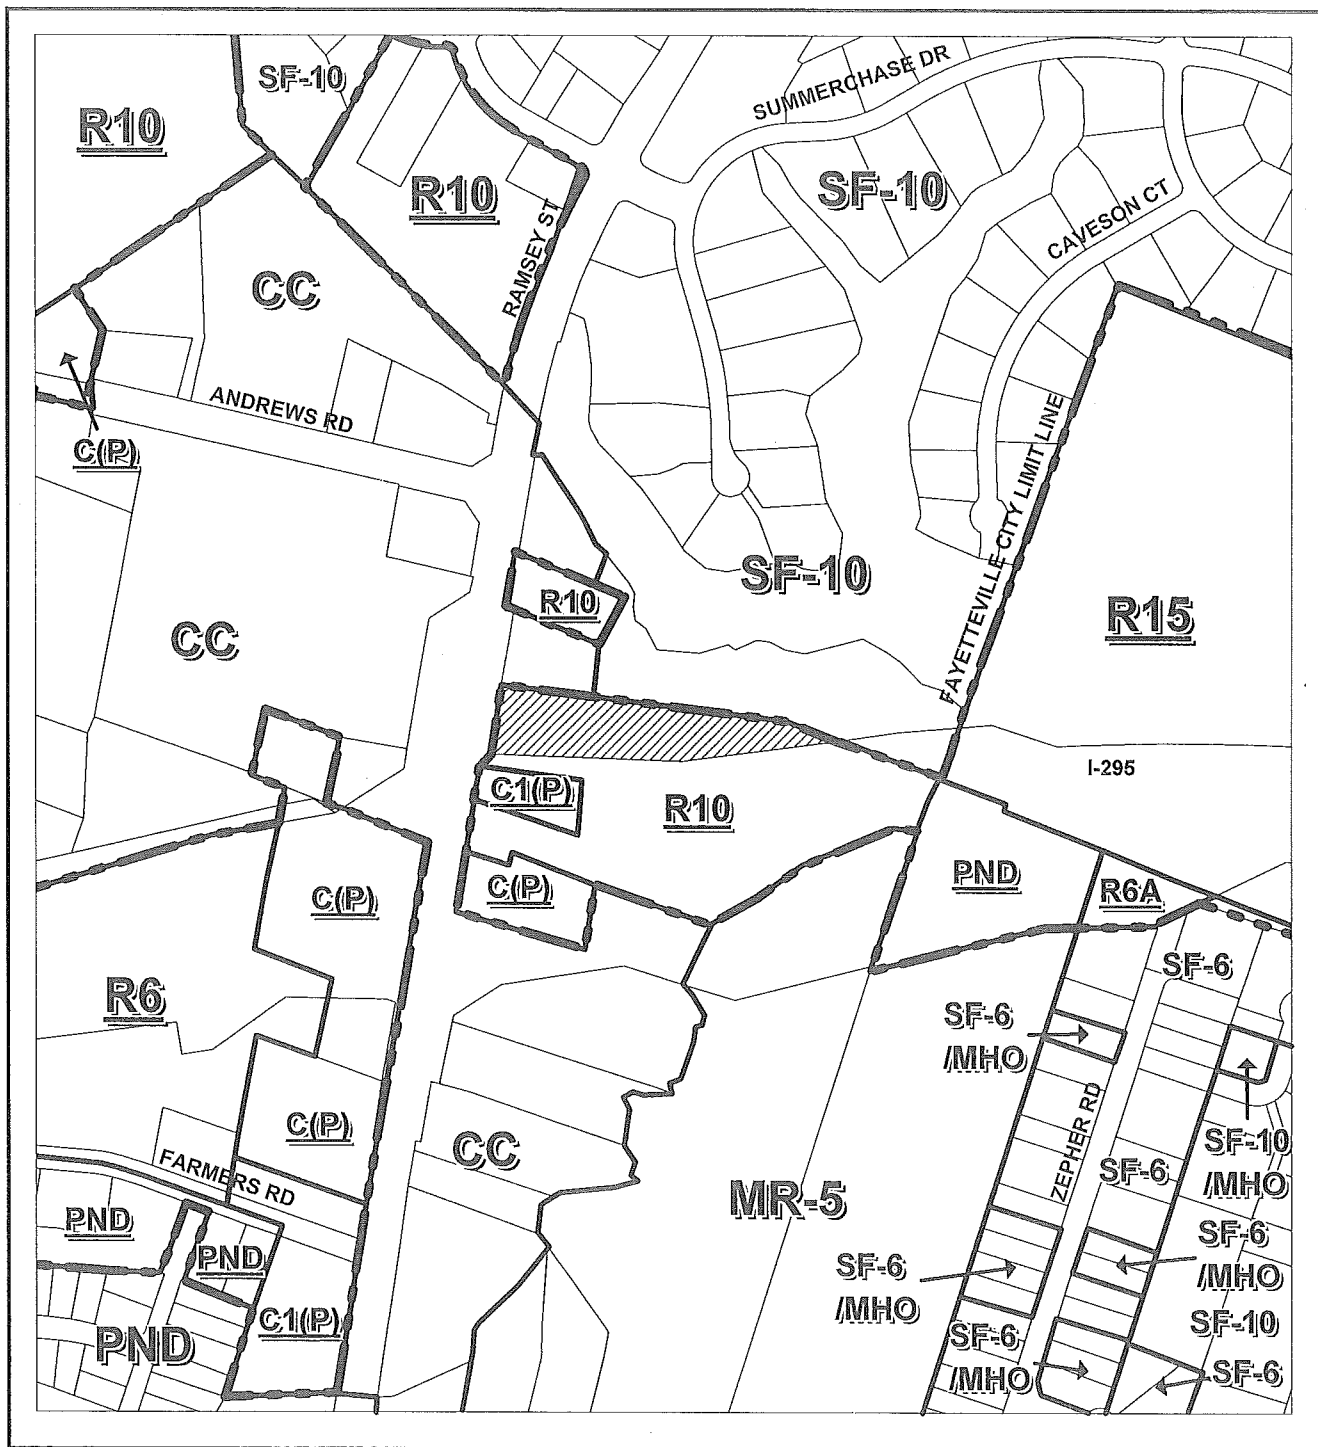 SF-10
R10
SUMMERCHASE DR
R10
SF-10
RAMSEY ST
CAVESON CT
CC
ANDREWS RD
C(P)
FAYETTEVILLE CITY LIMIT LINE
SF-10
R10
R15
CC
I-295
C1(P)
R10
C(P)
C(P)
PND
R6A
SF-6
R6
SF-6
/MHO
C(P)
CC
ZEPHER RD
SF-10
/MHO
FARMERS RD
SF-6
MR-5
PND
PND
SF-6
/MHO
SF-6
/MHO
C1(P)
PND
SF-6
/MHO
SF-10
SF-6